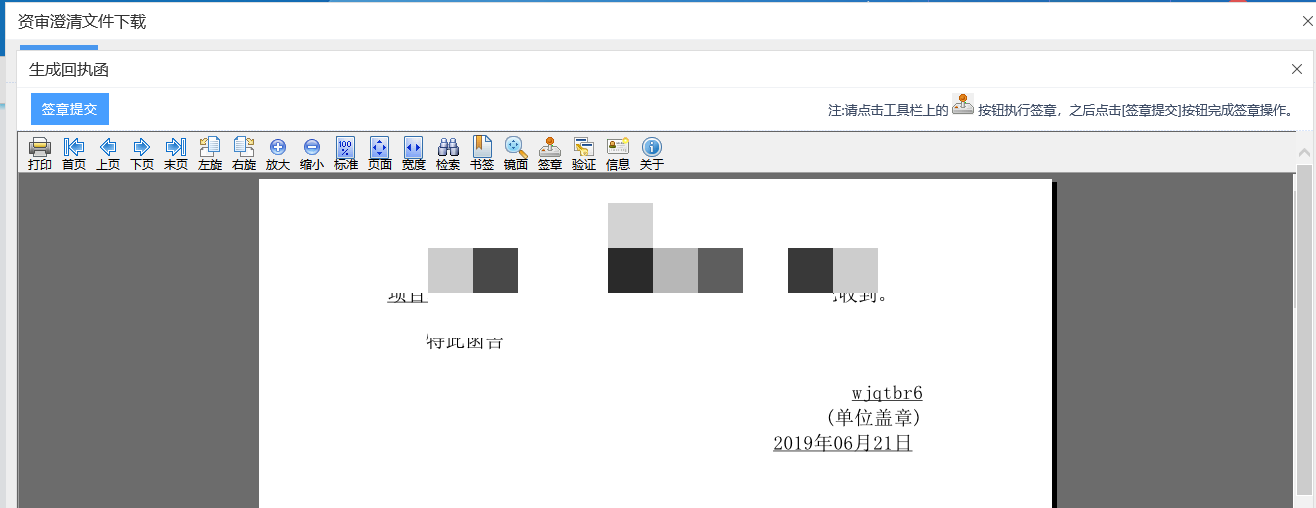 资审澄清文件下载
生成回执函
签章提交
注:请点击工具栏上的 按钮执行签章，之后点击[签章提交]按钮完成签章操作。
打印 首页 上页 下页 末页 左旋 右旋 放大 缩小 标准 页面 宽度 检索 书签 镜面 签章 验证 信息 关于
项目 收到。
特此函告
wjqtbr6
(单位盖章)
2019年06月21日